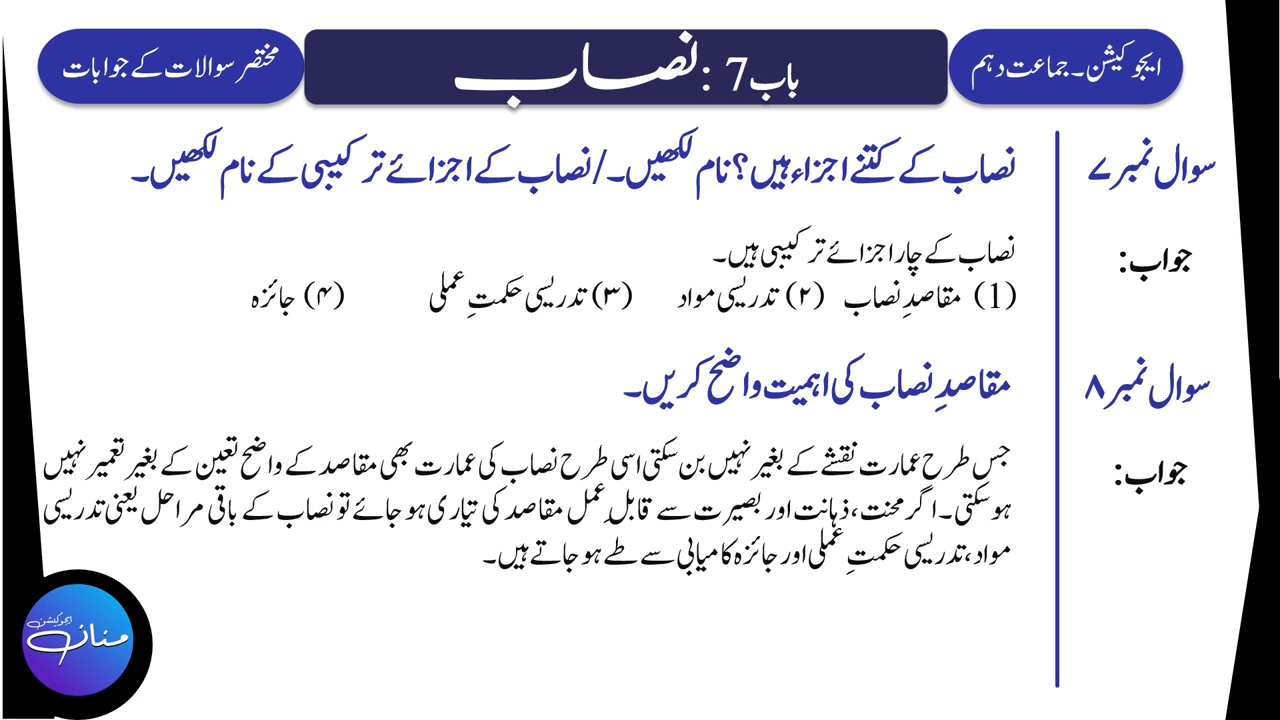 ایجوکیشن۔ جماعت دہم
باب 7 : نصاب
مختصر سوالات کے جوابات
سوال نمبر ۷
نصاب کے کتنے اجزاء ہیں؟ نام لکھیں۔/نصاب کے اجزائے ترکیبی کے نام لکھیں۔
جواب:
نصاب کے چار اجزائے ترکیبی ہیں۔
(1) مقاصدِ نصاب (۲) تدریسی مواد (۳) تدریسی حکمتِ عملی (۴) جائزہ
سوال نمبر ۸
مقاصدِ نصاب کی اہمیت واضح کریں۔
جواب:
جس طرح عمارت نقشے کے بغیر نہیں بن سکتی اسی طرح نصاب کی عمارت بھی مقاصد کے واضح تعین کے بغیر تعمیر نہیں
ہو سکتی۔ اگر محنت، ذہانت اور بصیرت سے قابلِ عمل مقاصد کی تیاری ہو جائے تو نصاب کے باقی مراحل یعنی تدریسی
مواد، تدریسی حکمتِ عملی اور جائزہ کامیابی سے طے ہو جاتے ہیں۔
ایجوکیشن
منان